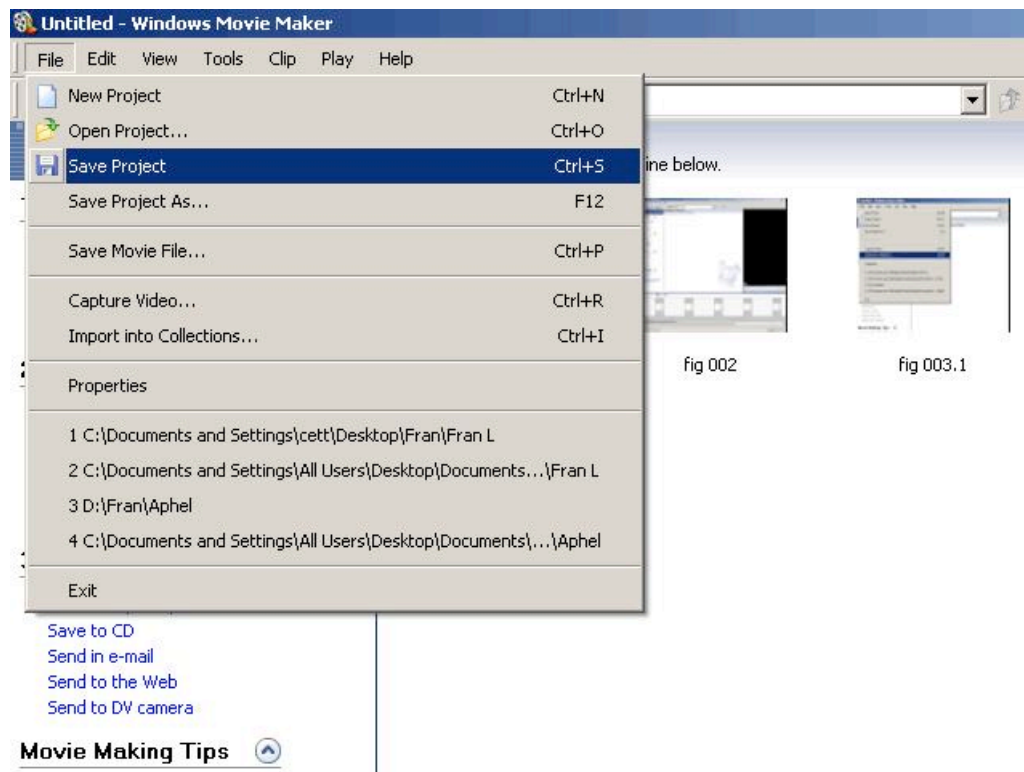 Untitled - Windows Movie Maker
File Edit View Tools Clip Play Help
New Project Ctrl+N
Open Project... Ctrl+O
Save Project Ctrl+S
ine below.
Save Project As... F12
Save Movie File... Ctrl+P
Capture Video... Ctrl+R
Import into Collections... Ctrl+I
fig 002 fig 003.1
Properties
1 C:\Documents and Settings\cett\Desktop\Fran\Fran L
2 C:\Documents and Settings\All Users\Desktop\Documents...\Fran L
3 D:\Fran\Aphel
4 C:\Documents and Settings\All Users\Desktop\Documents\...\Aphel
Exit
Save to CD
Send in e-mail
Send to the Web
Send to DV camera
Movie Making Tips